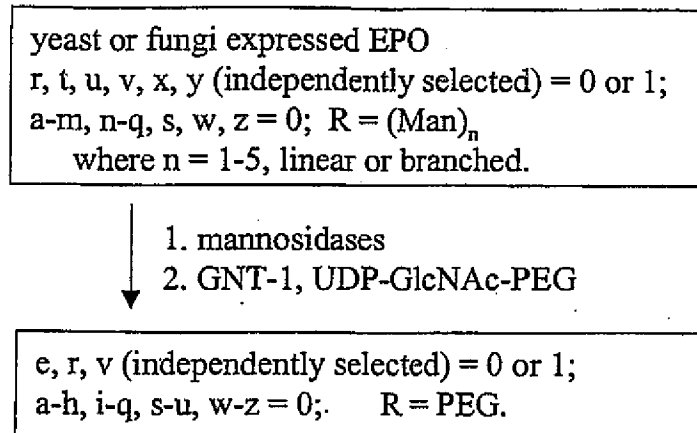 yeast or fungi expressed EPO
r, t, u, v, x, y (independently selected) = 0 or 1;
a-m, n-q, s, w, z = 0; R = (Man)n
where n = 1-5, linear or branched.
1. mannosidases
2. GNT-1, UDP-GlcNAc-PEG
e, r, v (independently selected) = 0 or 1;
a-h, i-q, s-u, w-z = 0;. R = PEG.